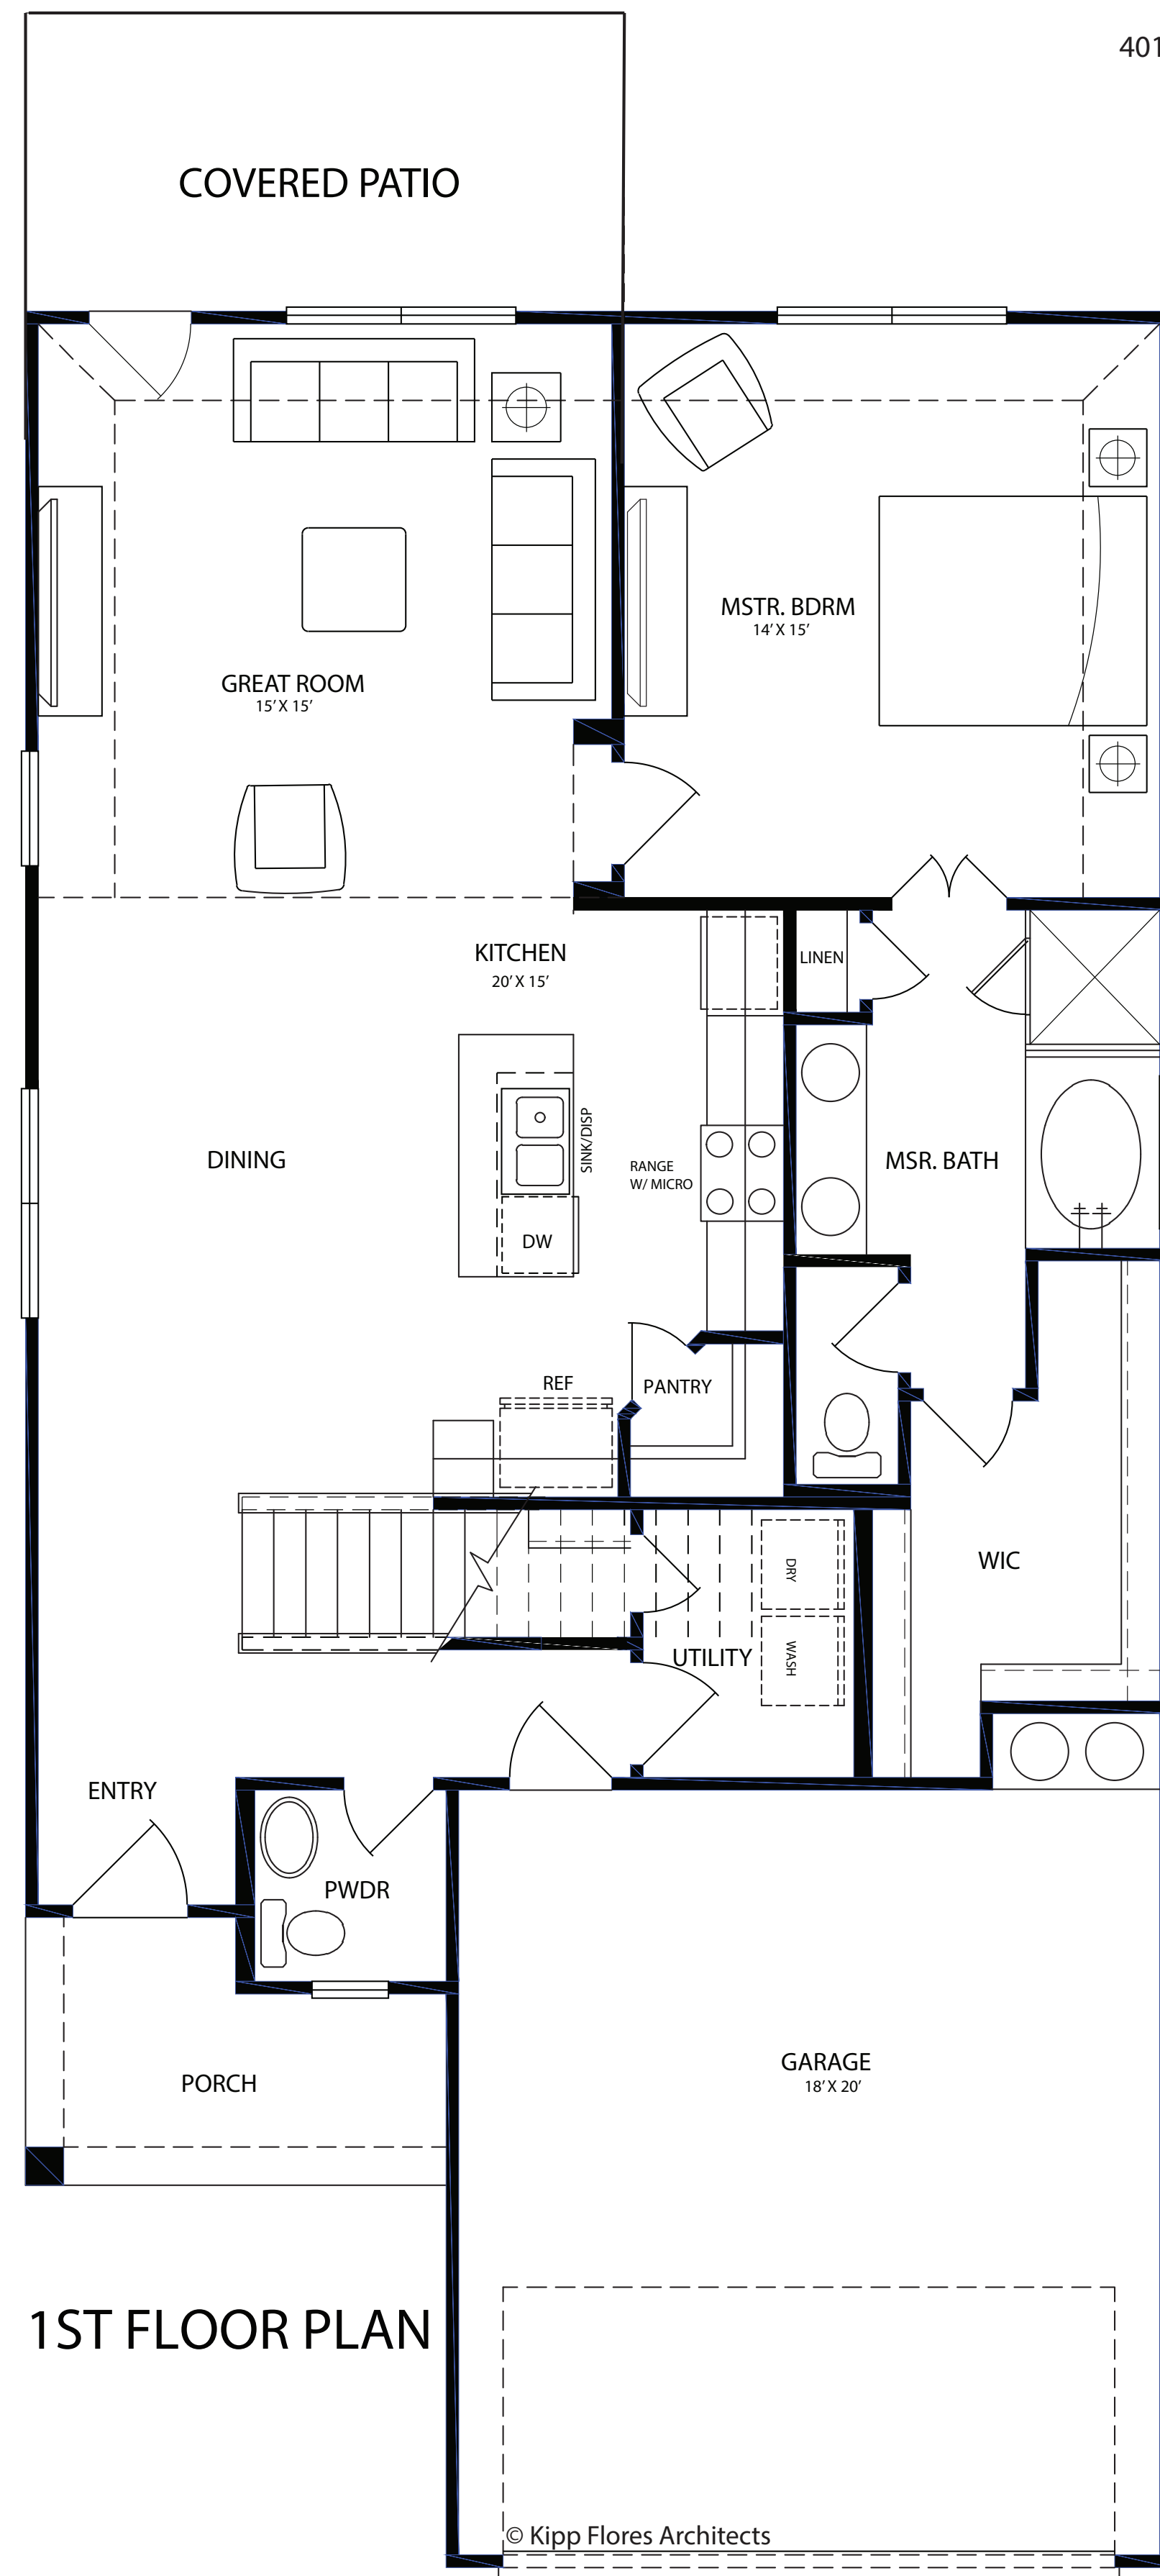 401
COVERED PATIO
MSTR. BDRM
14’ X 15’
GREAT ROOM
15’ X 15’
KITCHEN
20’ X 15’
LINEN
SINK/DISP
DINING
RANGE
W/ MICRO
MSR. BATH
DW
REF
PANTRY
DRY
WIC
WASH
UTILITY
ENTRY
PWDR
GARAGE
18’ X 20’
PORCH
1ST FLOOR PLAN
© Kipp Flores Architects